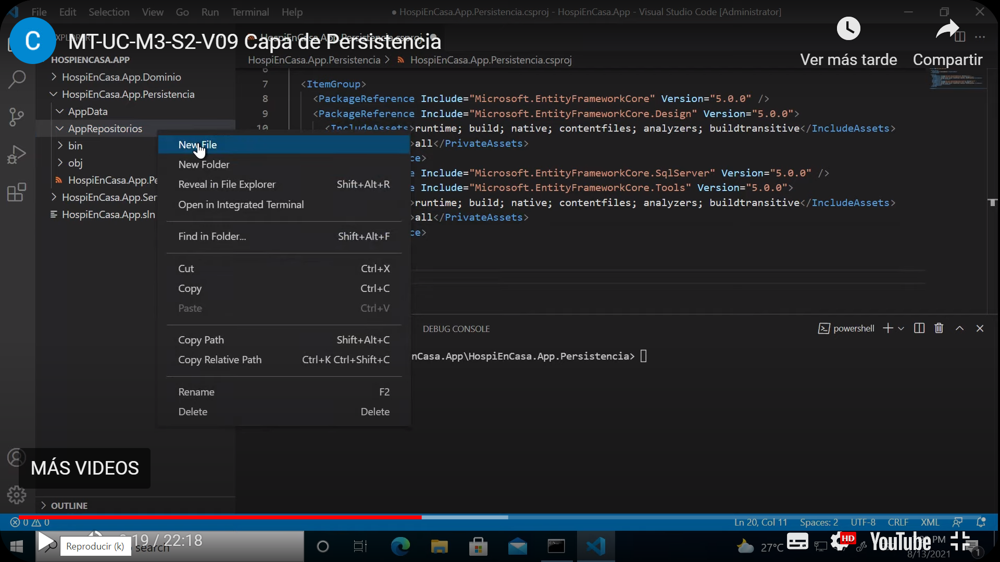 File Edit Selection View Go Run Terminal Help
● HospiEnCasa.App.Persistencia.csproj - HospiEnCasa.App - Visual Studio Code [Administrator]
C
MT-UC-M3-S2-V09 Capa de Persistencia
Ver más tarde
Compartir
HospiEnCasa.App.Persistencia.csproj
HOSPIENCASA.APP
HospiEnCasa.App.Persistencia > HospiEnCasa.App.Persistencia.csproj
HospiEnCasa.App.Dominio
HospiEnCasa.App.Persistencia
AppData
AppRepositorios
bin
obj
HospiEnCasa.App.Pe
HospiEnCasa.App.Ser
HospiEnCasa.App.sln
6
7 <ItemGroup>
8 <PackageReference Include="Microsoft.EntityFrameworkCore" Version="5.0.0" />
9 <PackageReference Include="Microsoft.EntityFrameworkCore.Design" Version="5.0.0">
10 <IncludeAssets>runtime; build; native; contentfiles; analyzers; buildtransitive</IncludeAssets>
>all</PrivateAssets>
ce>
e Include="Microsoft.EntityFrameworkCore.SqlServer" Version="5.0.0" />
e Include="Microsoft.EntityFrameworkCore.Tools" Version="5.0.0">
>runtime; build; native; contentfiles; analyzers; buildtransitive</IncludeAssets>
>all</PrivateAssets>
ce>
New File
New Folder
Reveal in File Explorer Shift+Alt+R
Open in Integrated Terminal
Find in Folder... Shift+Alt+F
Cut Ctrl+X
Copy Ctrl+C
Paste Ctrl+V
Copy Path Shift+Alt+C
Copy Relative Path Ctrl+K Ctrl+Shift+C
Rename F2
Delete Delete
DEBUG CONSOLE
powershell
nCasa.App\HospiEnCasa.App.Persistencia>
MÁS VIDEOS
OUTLINE
0 0
Ln 20, Col 11 Spaces: 2 UTF-8 CRLF XML
:19 / 22:18
Reproducir (k)
search
27°C
HD
YouTube
PM
8/13/2021
1